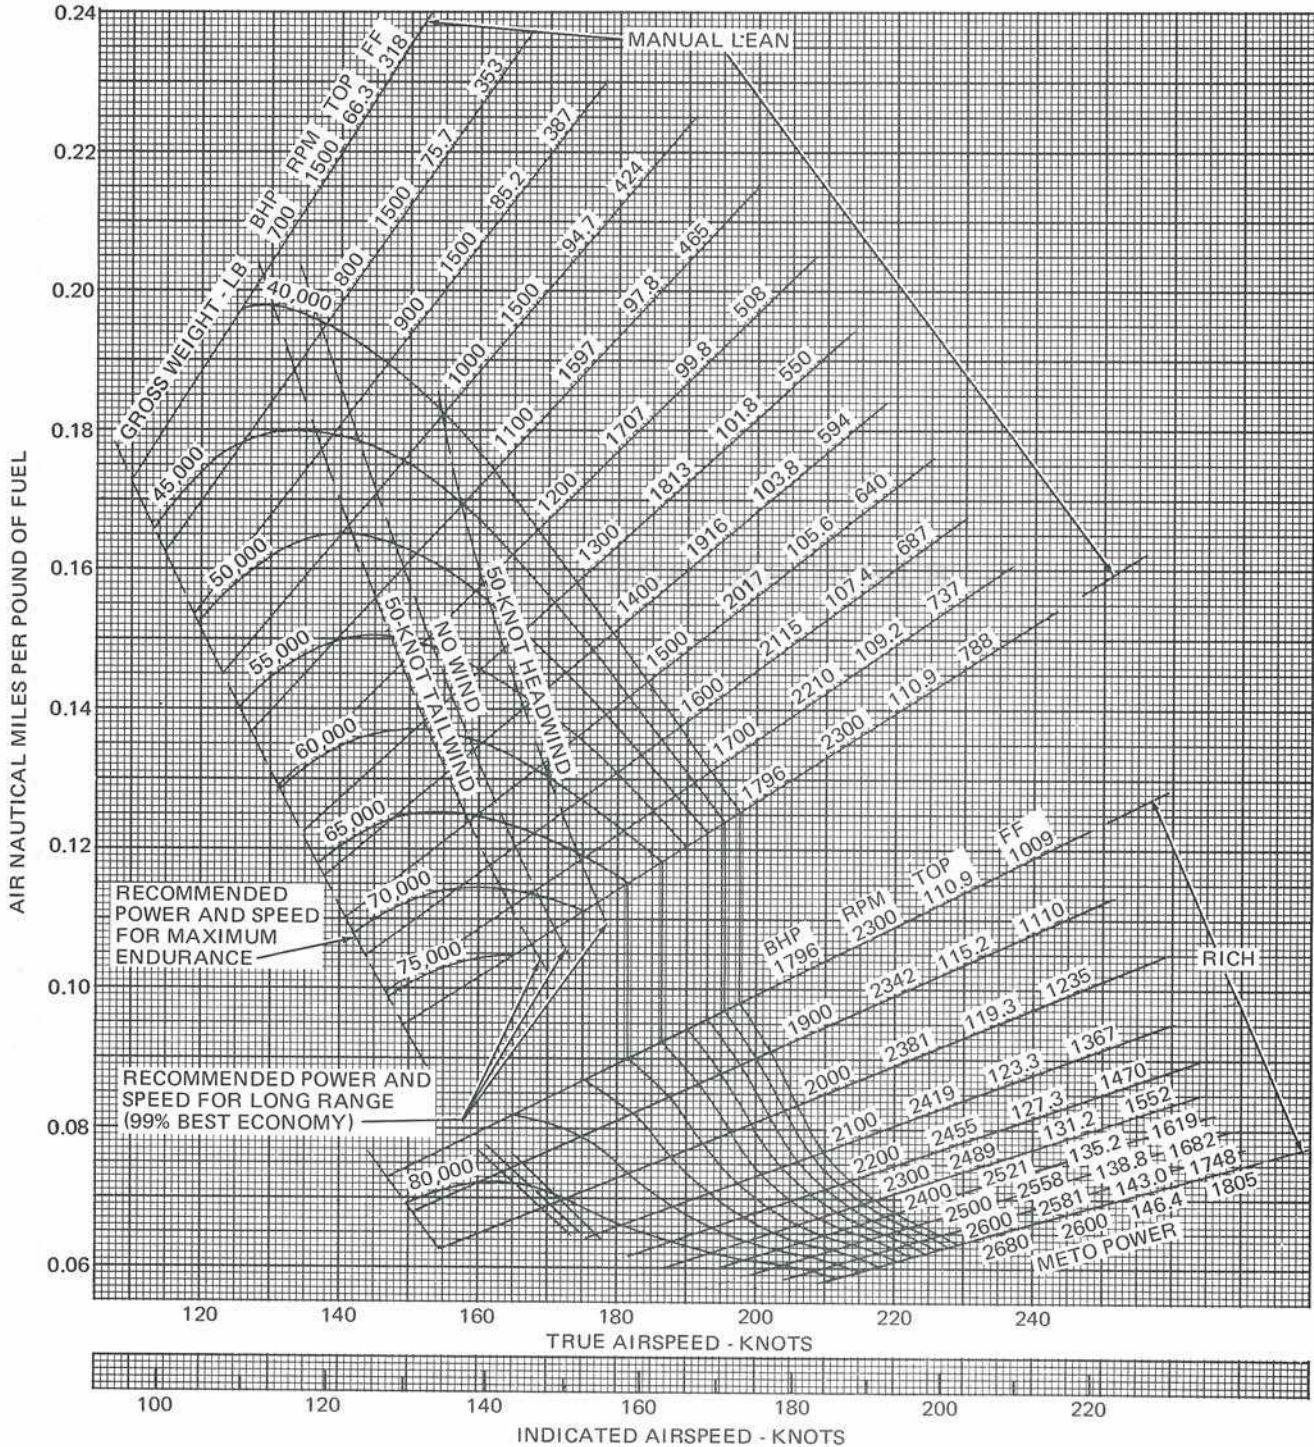 0.24
0.22
0.20
0.18
0.16
0.14
0.12
0.10
0.08
0.06
AIR NAUTICAL MILES PER POUND OF FUEL
MANUAL LEAN
GROSS WEIGHT - LB
BHP RPM TOP FF
700 1500 66.3 318
800 1500 75.7 353
900 1500 85.2 387
1000 1500 94.7 424
1100 1597 97.8 465
1200 1707 99.8 508
1300 1813 101.8 550
1400 1916 103.8 594
1500 2017 105.6 640
1600 2115 107.4 687
1700 2210 109.2 737
1796 2300 110.9 788
40,000
45,000
50,000
55,000
60,000
65,000
70,000
75,000
80,000
50-KNOT TAILWIND
NO WIND
50-KNOT HEADWIND
RECOMMENDED
POWER AND SPEED
FOR MAXIMUM
ENDURANCE
RECOMMENDED POWER AND
SPEED FOR LONG RANGE
(99% BEST ECONOMY)
RICH
BHP RPM TOP FF
1796 2300 110.9 1009
1900 2342 115.2 1110
2000 2381 119.3 1235
2100 2419 123.3 1367
2200 2455 127.3 1470
2300 2489 131.2 1552
2400 2521 135.2 1619
2500 2558 138.8 1682
2600 2581 143.0 1748
2680 2600 146.4 1805
METO POWER
120 140 160 180 200 220 240
TRUE AIRSPEED - KNOTS
100 120 140 160 180 200 220
INDICATED AIRSPEED - KNOTS